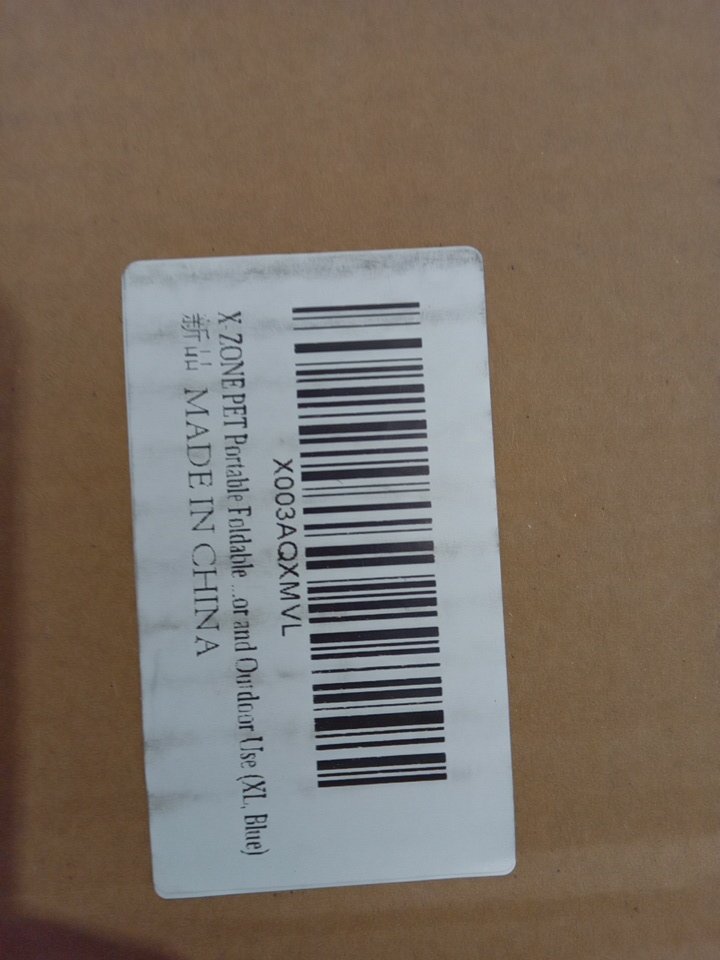 X003AQXMVL
X-ZONE PET Portable Foldable ...or and Outdoor Use (XL, Blue)
新品 MADE IN CHINA